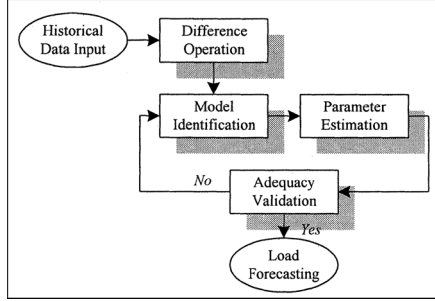 Historical
Data Input
Difference
Operation
Model
Identification
Parameter
Estimation
No
Adequacy
Validation
Yes
Load
Forecasting